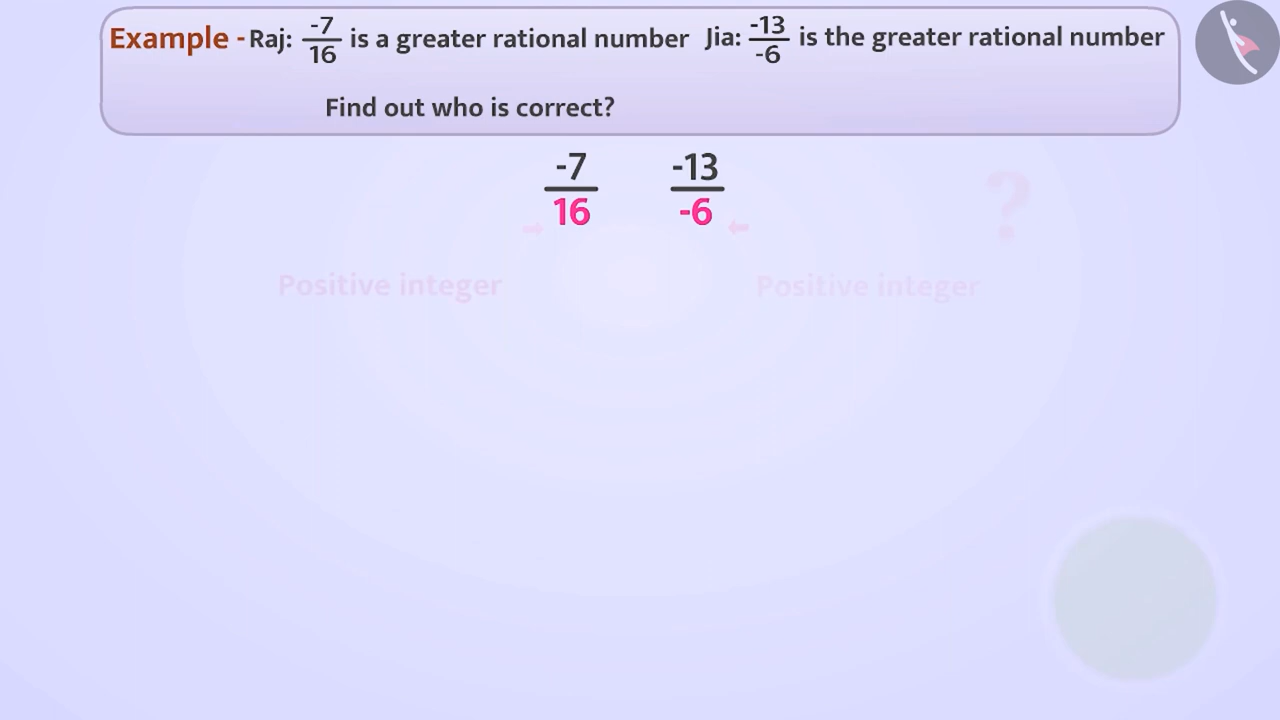 Example - Raj: -7/16 is a greater rational number Jia: -13/-6 is the greater rational number
Find out who is correct?
-7/16 -13/-6
?
Positive integer Positive integer